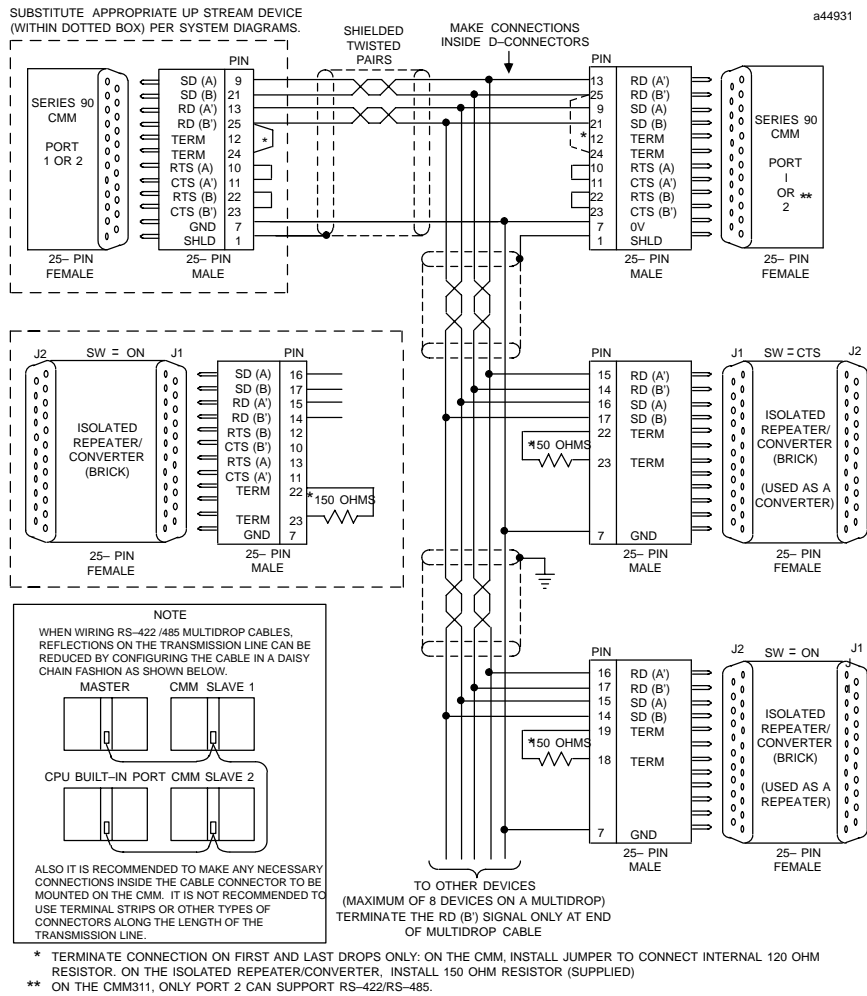 SUBSTITUTE APPROPRIATE UP STREAM DEVICE
(WITHIN DOTTED BOX) PER SYSTEM DIAGRAMS.
a44931
SHIELDED
TWISTED
PAIRS
MAKE CONNECTIONS
INSIDE D–CONNECTORS
SERIES 90
CMM
PORT
1 OR 2
25– PIN
FEMALE
PIN
SD (A) 9
SD (B) 21
RD (A') 13
RD (B') 25
TERM 12
TERM 24
*
RTS (A) 10
CTS (A') 11
RTS (B) 22
CTS (B') 23
GND 7
SHLD 1
25– PIN
MALE
PIN
13 RD (A')
25 RD (B')
9 SD (A)
21 SD (B)
* 12 TERM
24 TERM
10 RTS (A)
11 CTS (A')
22 RTS (B)
23 CTS (B')
7 0V
1 SHLD
25– PIN
MALE
SERIES 90
CMM
PORT
I
OR **
2
25– PIN
FEMALE
J2 SW = ON J1
ISOLATED
REPEATER/
CONVERTER
(BRICK)
25– PIN
FEMALE
PIN
SD (A) 16
SD (B) 17
RD (A') 15
RD (B') 14
RTS (B) 12
CTS (B') 10
RTS (A) 13
CTS (A') 11
TERM 22
*150 OHMS
TERM 23
GND 7
25– PIN
MALE
PIN
15 RD (A')
14 RD (B')
16 SD (A)
17 SD (B)
22 TERM
*150 OHMS
23 TERM
7 GND
25– PIN
MALE
J1 SW = CTS J2
ISOLATED
REPEATER/
CONVERTER
(BRICK)
(USED AS A
CONVERTER)
25– PIN
FEMALE
NOTE
WHEN WIRING RS–422 /485 MULTIDROP CABLES,
REFLECTIONS ON THE TRANSMISSION LINE CAN BE
REDUCED BY CONFIGURING THE CABLE IN A DAISY
CHAIN FASHION AS SHOWN BELOW.
MASTER CMM SLAVE 1
CPU BUILT–IN PORT CMM SLAVE 2
ALSO IT IS RECOMMENDED TO MAKE ANY NECESSARY
CONNECTIONS INSIDE THE CABLE CONNECTOR TO BE
MOUNTED ON THE CMM. IT IS NOT RECOMMENDED TO
USE TERMINAL STRIPS OR OTHER TYPES OF
CONNECTORS ALONG THE LENGTH OF THE
TRANSMISSION LINE.
PIN
16 RD (A')
17 RD (B')
15 SD (A)
14 SD (B)
19 TERM
*150 OHMS
18 TERM
7 GND
25– PIN
MALE
J2 SW = ON J1
J
1
ISOLATED
REPEATER/
CONVERTER
(BRICK)
(USED AS A
REPEATER)
25– PIN
FEMALE
TO OTHER DEVICES
(MAXIMUM OF 8 DEVICES ON A MULTIDROP)
TERMINATE THE RD (B') SIGNAL ONLY AT END
OF MULTIDROP CABLE
* TERMINATE CONNECTION ON FIRST AND LAST DROPS ONLY: ON THE CMM, INSTALL JUMPER TO CONNECT INTERNAL 120 OHM
RESISTOR. ON THE ISOLATED REPEATER/CONVERTER, INSTALL 150 OHM RESISTOR (SUPPLIED)
** ON THE CMM311, ONLY PORT 2 CAN SUPPORT RS–422/RS–485.